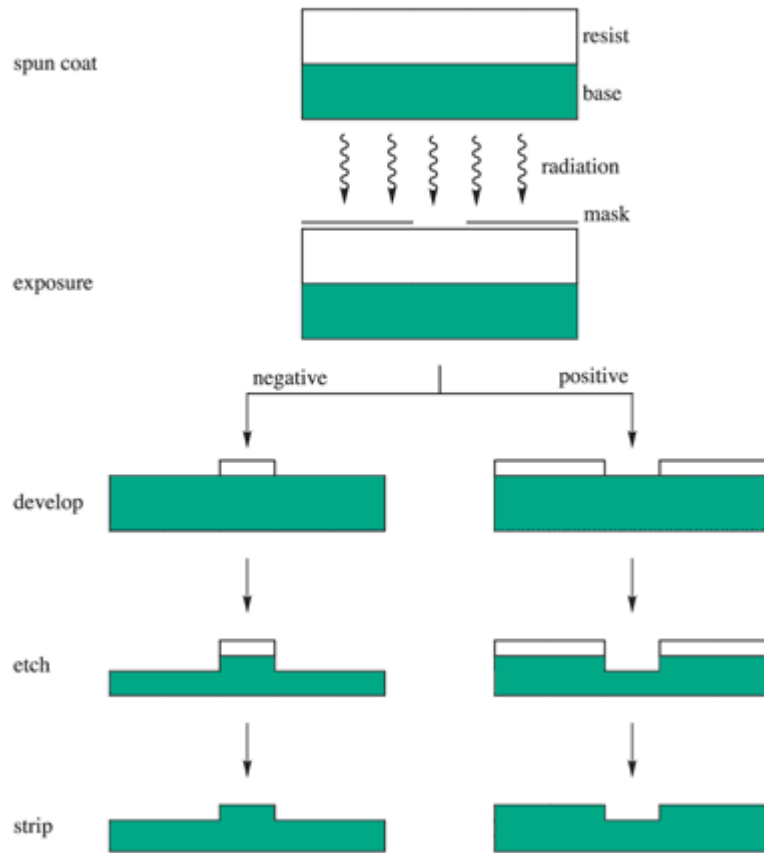 resist
spun coat
base
radiation
mask
exposure
negative
positive
develop
etch
strip